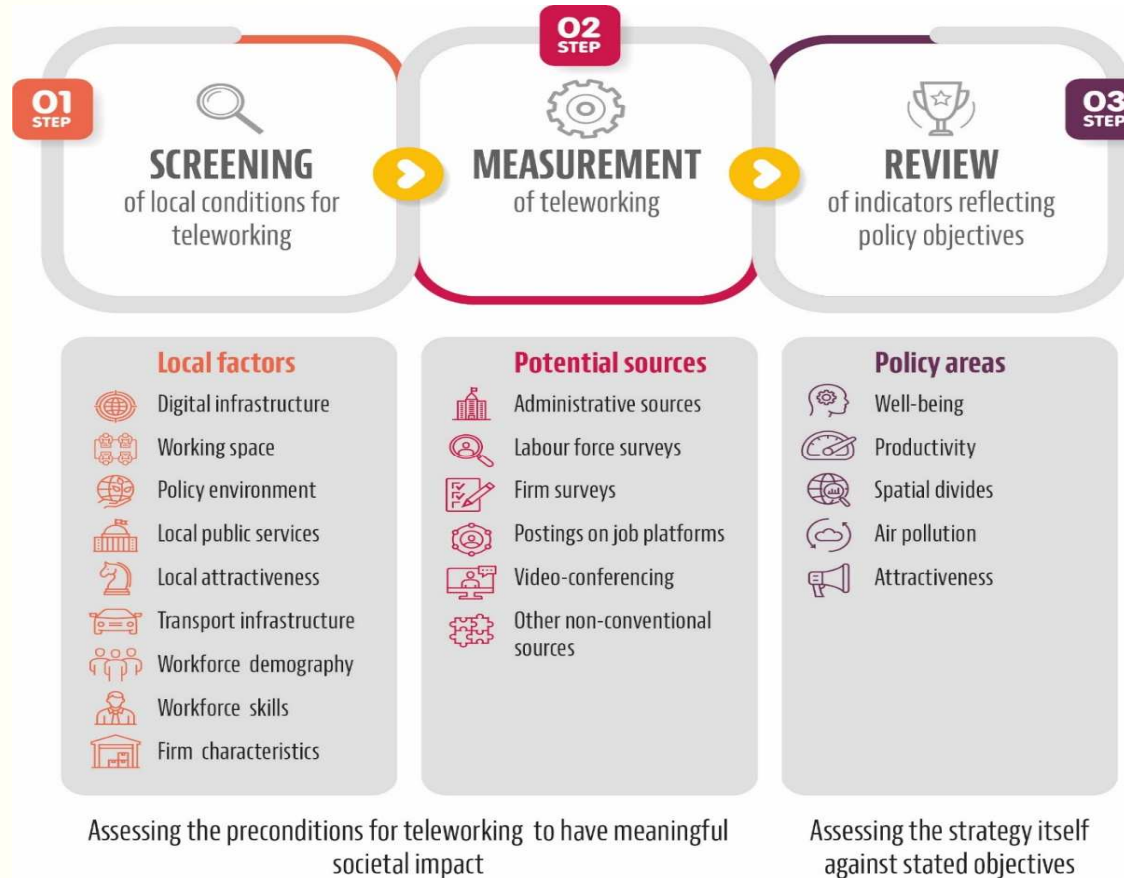 01
STEP
SCREENING
of local conditions for
teleworking
02
STEP
MEASUREMENT
of teleworking
03
STEP
REVIEW
of indicators reflecting
policy objectives
Local factors
Digital infrastructure
Working space
Policy environment
Local public services
Local attractiveness
Transport infrastructure
Workforce demography
Workforce skills
Firm characteristics
Potential sources
Administrative sources
Labour force surveys
Firm surveys
Postings on job platforms
Video-conferencing
Other non-conventional
sources
Policy areas
Well-being
Productivity
Spatial divides
Air pollution
Attractiveness
Assessing the preconditions for teleworking to have meaningful
societal impact
Assessing the strategy itself
against stated objectives